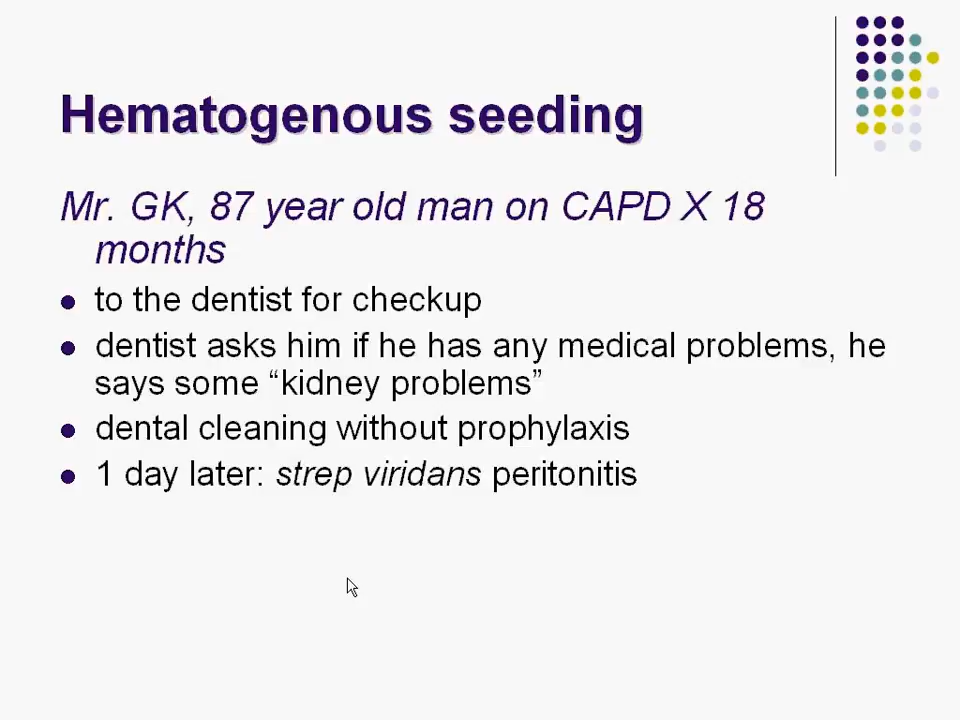 Hematogenous seeding
Mr. GK, 87 year old man on CAPD X 18
months
to the dentist for checkup
dentist asks him if he has any medical problems, he
says some “kidney problems”
dental cleaning without prophylaxis
1 day later: strep viridans peritonitis